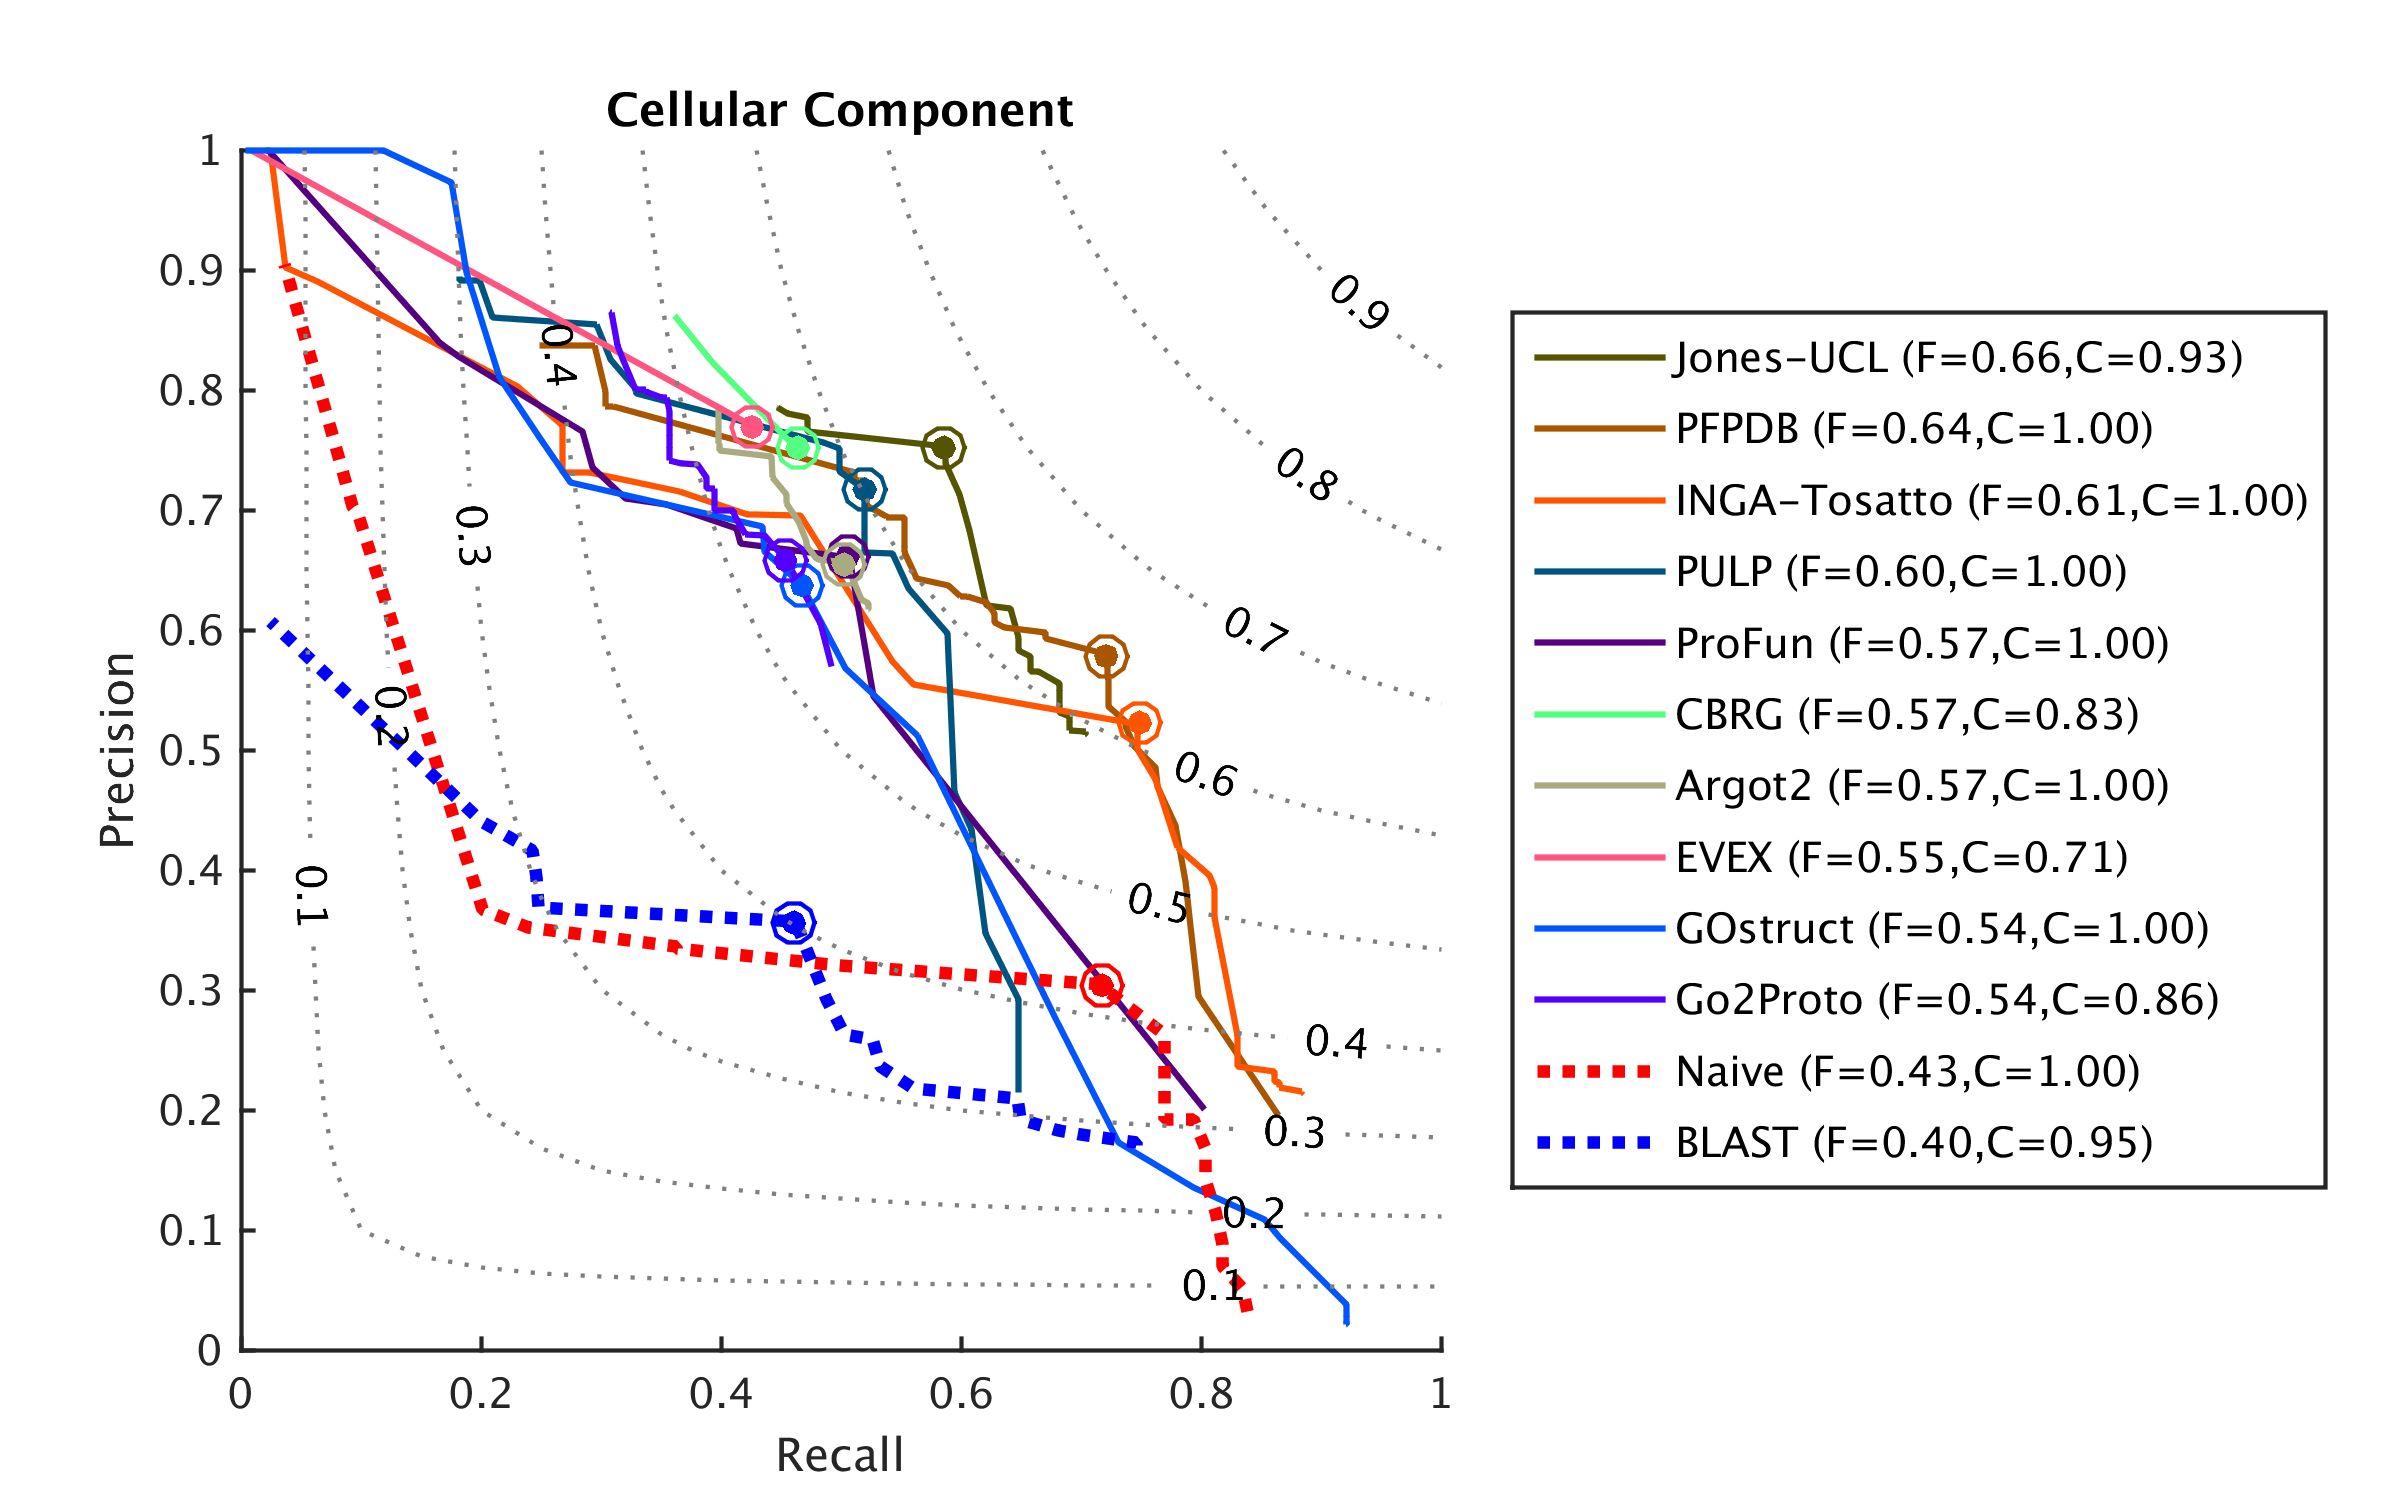 Cellular Component
Precision
1
0.9
0.8
0.7
0.6
0.5
0.4
0.3
0.2
0.1
0
0
0.2
0.4
0.6
0.8
1
Recall
0.4
0.3
0.2
0.1
0.9
0.8
0.7
0.6
0.5
0.4
0.3
0.2
0.1
Jones-UCL (F=0.66,C=0.93)
PFPDB (F=0.64,C=1.00)
INGA-Tosatto (F=0.61,C=1.00)
PULP (F=0.60,C=1.00)
ProFun (F=0.57,C=1.00)
CBRG (F=0.57,C=0.83)
Argot2 (F=0.57,C=1.00)
EVEX (F=0.55,C=0.71)
GOstruct (F=0.54,C=1.00)
Go2Proto (F=0.54,C=0.86)
Naive (F=0.43,C=1.00)
BLAST (F=0.40,C=0.95)